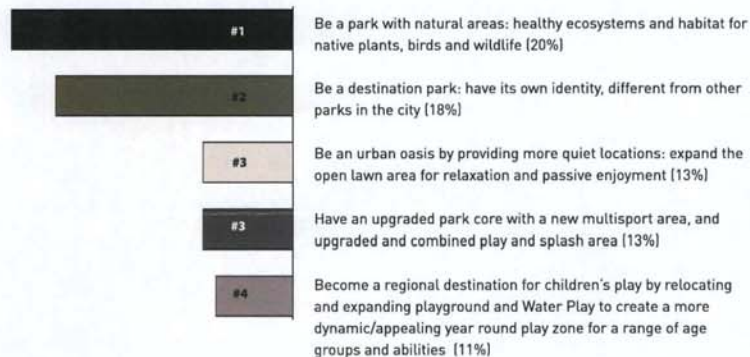 #1
Be a park with natural areas: healthy ecosystems and habitat for
native plants, birds and wildlife (20%)
#2
Be a destination park: have its own identity, different from other
parks in the city (18%)
#3
Be an urban oasis by providing more quiet locations: expand the
open lawn area for relaxation and passive enjoyment (13%)
#3
Have an upgraded park core with a new multisport area, and
upgraded and combined play and splash area (13%)
#4
Become a regional destination for children's play by relocating
and expanding playground and Water Play to create a more
dynamic/appealing year round play zone for a range of age
groups and abilities (11%)